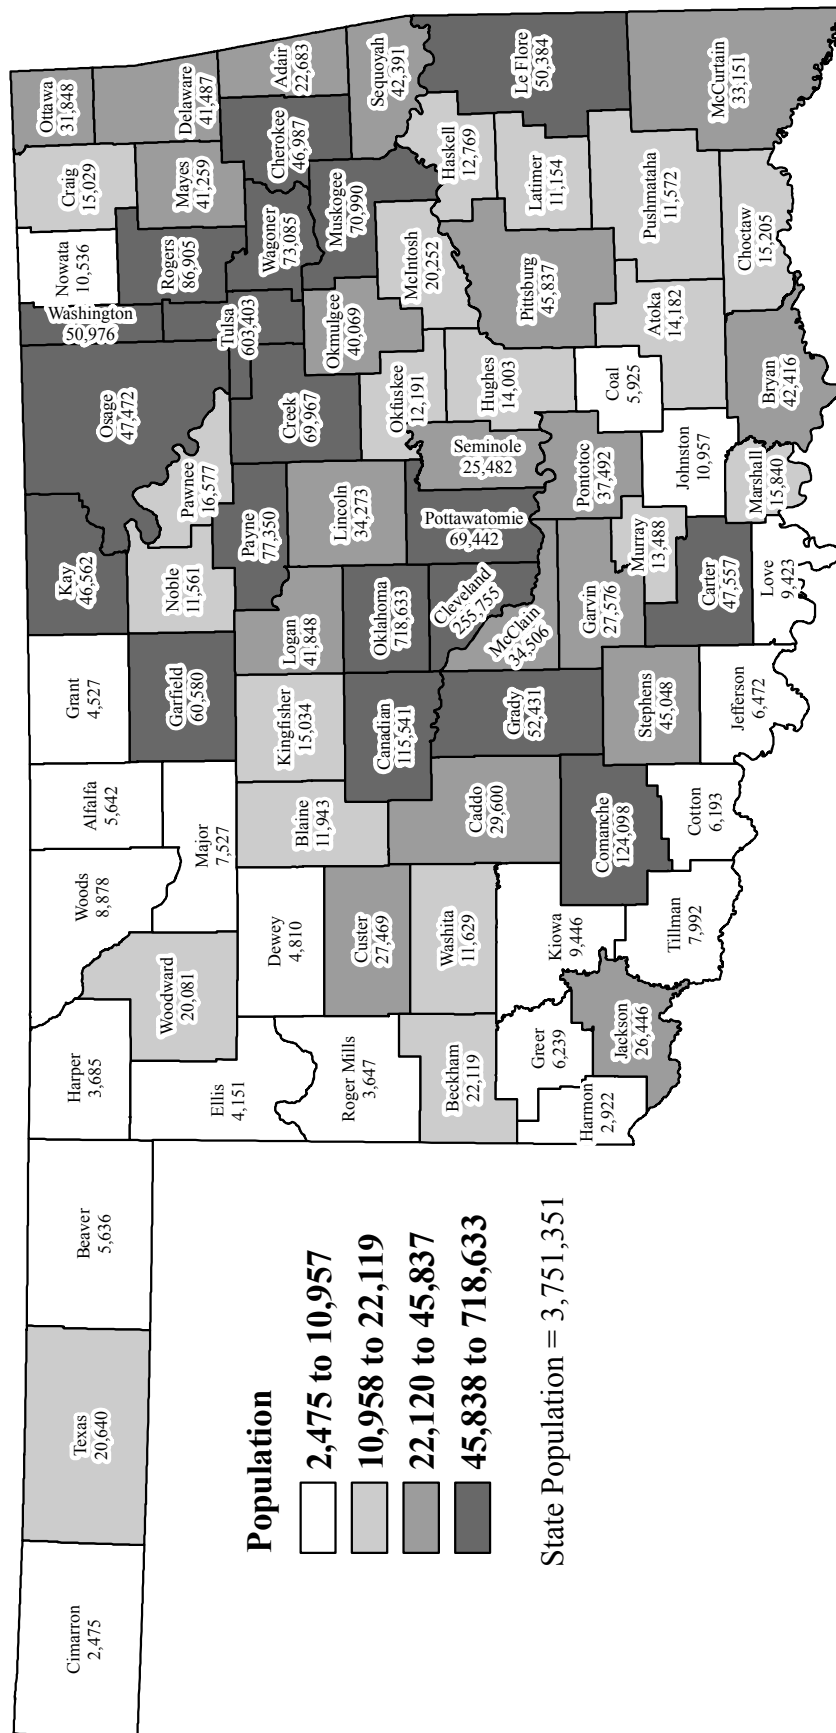 Cimarron
2,475
Texas
20,640
Beaver
5,636
Harper
3,685
Woods
8,878
Alfalfa
5,642
Grant
4,527
Kay
46,562
Osage
47,472
Washington
50,976
Nowata
10,536
Craig
15,029
Ottawa
31,848
Ellis
4,151
Woodward
20,081
Major
7,527
Garfield
60,580
Noble
11,561
Pawnee
16,577
Rogers
86,905
Mayes
41,259
Delaware
41,487
Roger Mills
3,647
Dewey
4,810
Blaine
11,943
Kingfisher
15,034
Logan
41,848
Payne
77,350
Creek
69,967
Tulsa
603,403
Wagoner
73,085
Cherokee
46,987
Adair
22,683
Custer
27,469
Canadian
115,541
Oklahoma
718,633
Lincoln
34,273
Okmulgee
40,069
Muskogee
70,990
Sequoyah
42,391
Beckham
22,119
Washita
11,629
Caddo
29,600
Grady
52,431
Cleveland
255,755
McClain
34,506
Pottawatomie
69,442
Seminole
25,482
Okfuskee
12,191
Hughes
14,003
McIntosh
20,252
Haskell
12,769
Le Flore
50,384
Greer
6,239
Harmon
2,922
Jackson
26,446
Kiowa
9,446
Comanche
124,098
Stephens
45,048
Garvin
27,576
Murray
13,488
Pontotoc
37,492
Coal
5,925
Pittsburg
45,837
Latimer
11,154
Tillman
7,992
Cotton
6,193
Jefferson
6,472
Carter
47,557
Love
9,423
Johnston
10,957
Marshall
15,840
Atoka
14,182
Bryan
42,416
Pushmataha
11,572
Choctaw
15,205
McCurtain
33,151
Population
2,475 to 10,957
10,958 to 22,119
22,120 to 45,837
45,838 to 718,633
State Population = 3,751,351